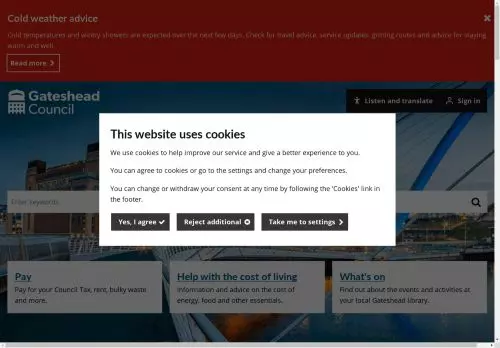 Cold weather advice
Cold temperatures and wintry showers are expected over the next few days. Check for travel advice, service updates, gritting routes and advice for staying
warm and well.
Read more
Gateshead
Council
Listen and translate
Sign in
This website uses cookies
We use cookies to help improve our service and give a better experience to you.
You can agree to cookies or go to the settings and change your preferences.
You can change or withdraw your consent at any time by following the 'Cookies' link in
the footer.
Yes, I agree
Reject additional
Take me to settings
Enter keywords
Pay
Pay for your Council Tax, rent, bulky waste
and more.
Help with the cost of living
Information and advice on the cost of
energy, food and other essentials.
What's on
Find out about the events and activities at
your local Gateshead library.